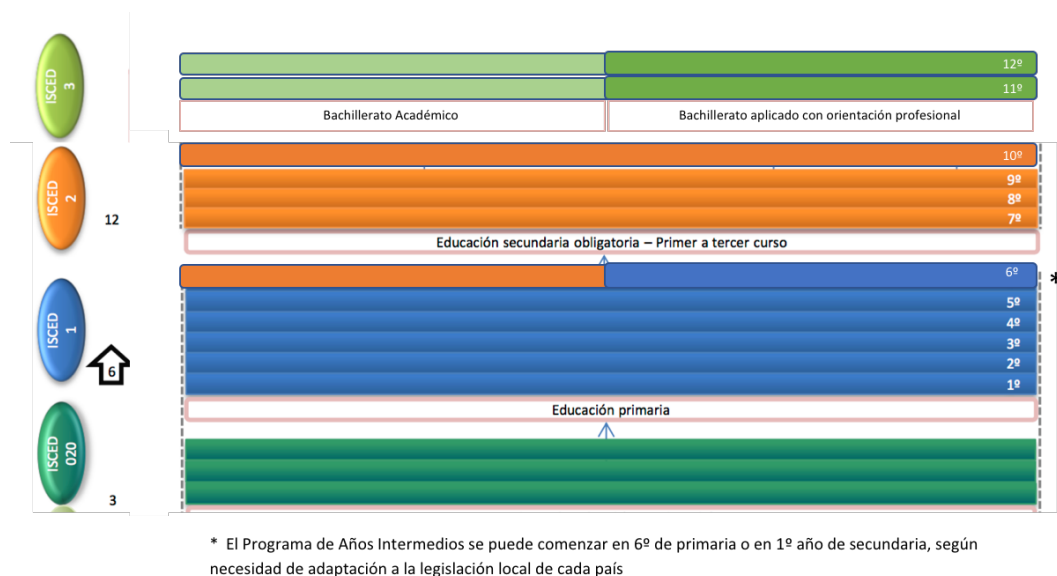 ISCED
3
12º
11º
Bachillerato Académico
Bachillerato aplicado con orientación profesional
ISCED
2
10º
9º
8º
7º
12
Educación secundaria obligatoria – Primer a tercer curso
6º
*
ISCED
1
5º
4º
3º
2º
1º
6
Educación primaria
ISCED
020
3
* El Programa de Años Intermedios se puede comenzar en 6º de primaria o en 1º año de secundaria, según
necesidad de adaptación a la legislación local de cada país